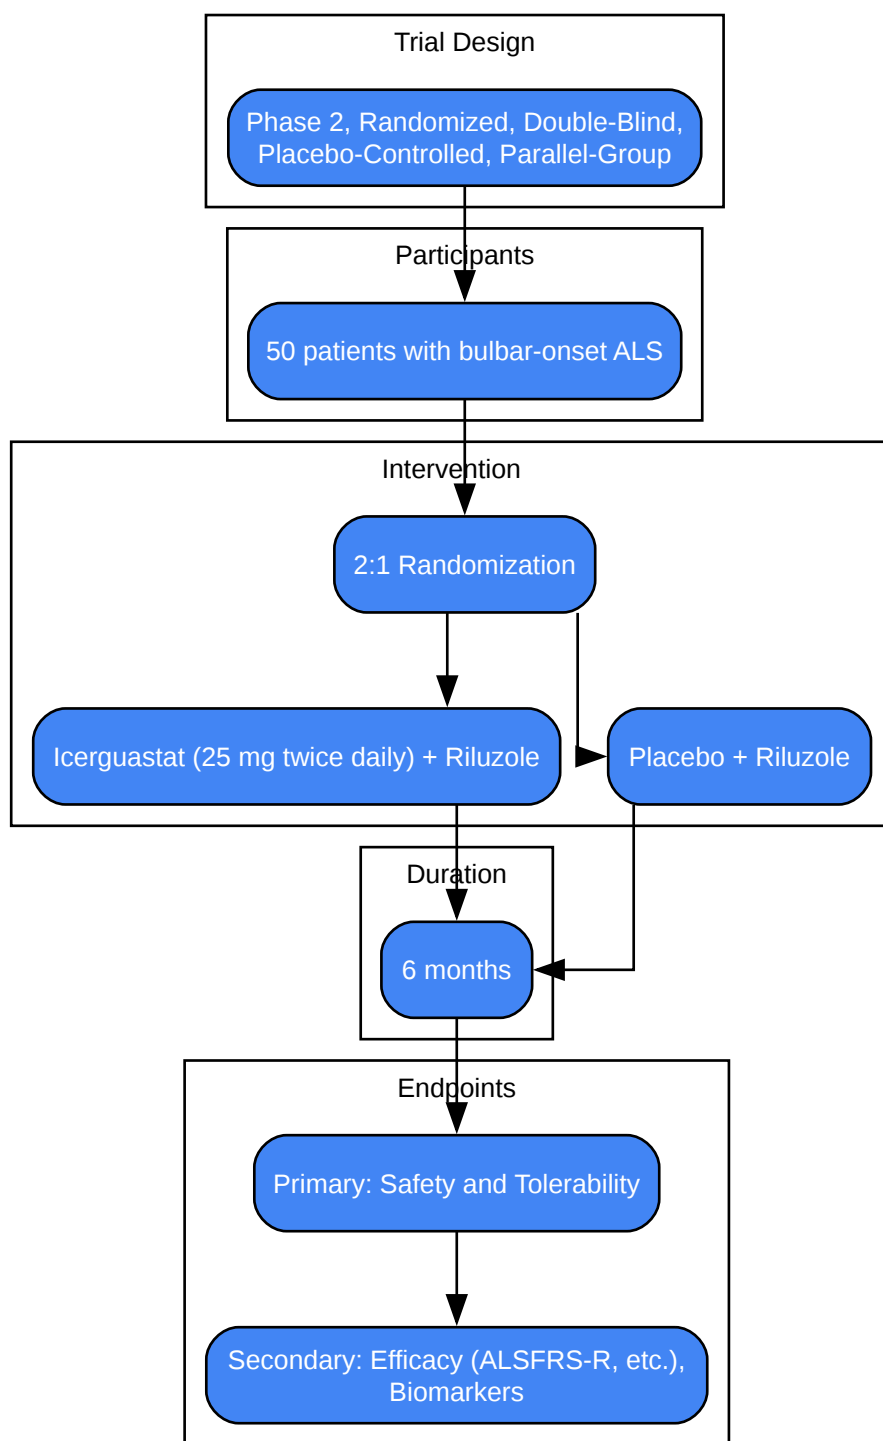 Trial Design
Phase 2, Randomized, Double-Blind,
Placebo-Controlled, Parallel-Group
Participants
50 patients with bulbar-onset ALS
Intervention
2:1 Randomization
Icerguastat (25 mg twice daily) + Riluzole
Placebo + Riluzole
Duration
6 months
Endpoints
Primary: Safety and Tolerability
Secondary: Efficacy (ALSFRS-R, etc.),
Biomarkers